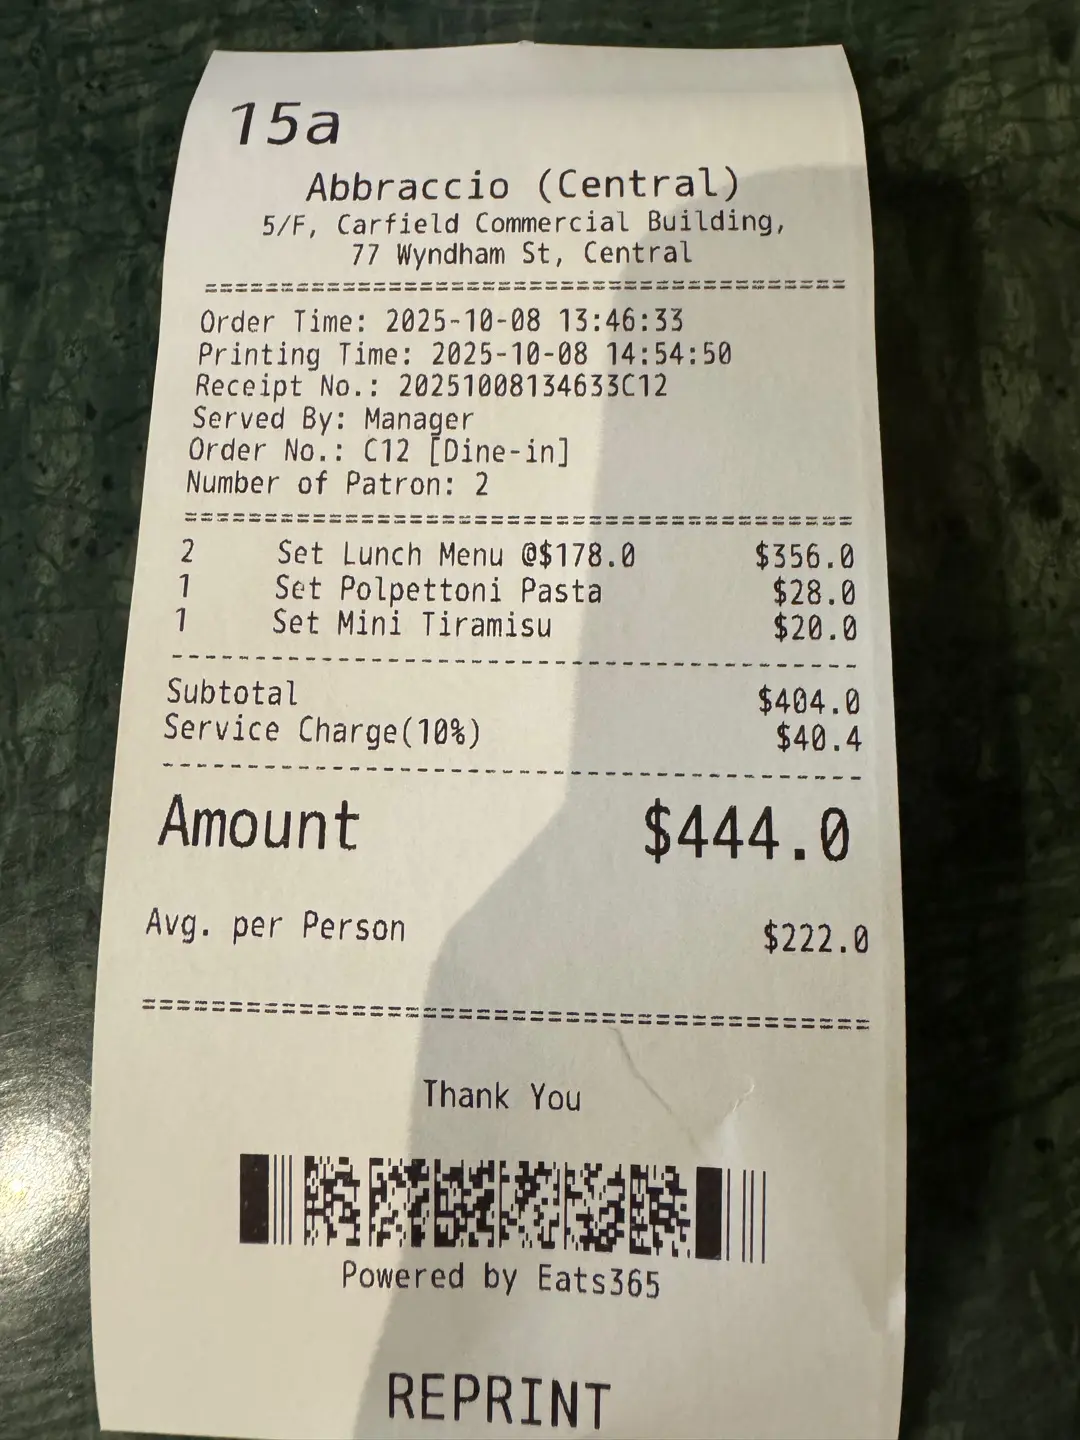 15a
Abbraccio (Central)
5/F, Carfield Commercial Building,
77 Wyndham St, Central
Order Time: 2025-10-08 13:46:33
Printing Time: 2025-10-08 14:54:50
Receipt No.: 20251008134633C12
Served By: Manager
Order No.: C12 [Dine-in]
Number of Patron: 2
2 Set Lunch Menu @$178.0 $356.0
1 Set Polpettoni Pasta $28.0
1 Set Mini Tiramisu $20.0
Subtotal $404.0
Service Charge(10%) $40.4
Amount $444.0
Avg. per Person $222.0
Thank You
Powered by Eats365
REPRINT